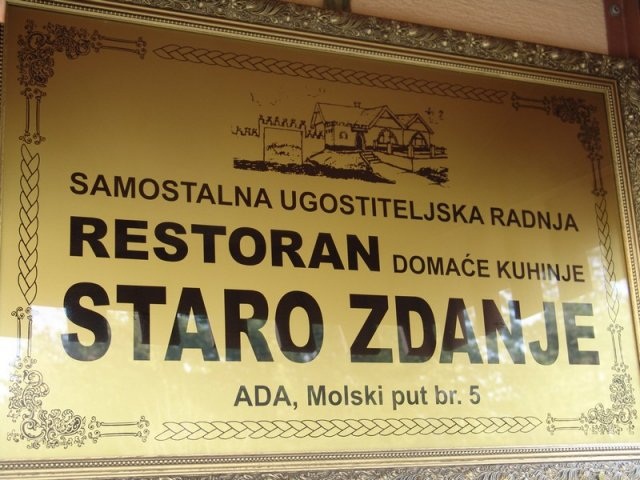 SAMOSTALNA UGOSTITELJSKA RADNJA
RESTORAN DOMAĆE KUHINJE
STARO ZDANJE
ADA, Molski put br. 5